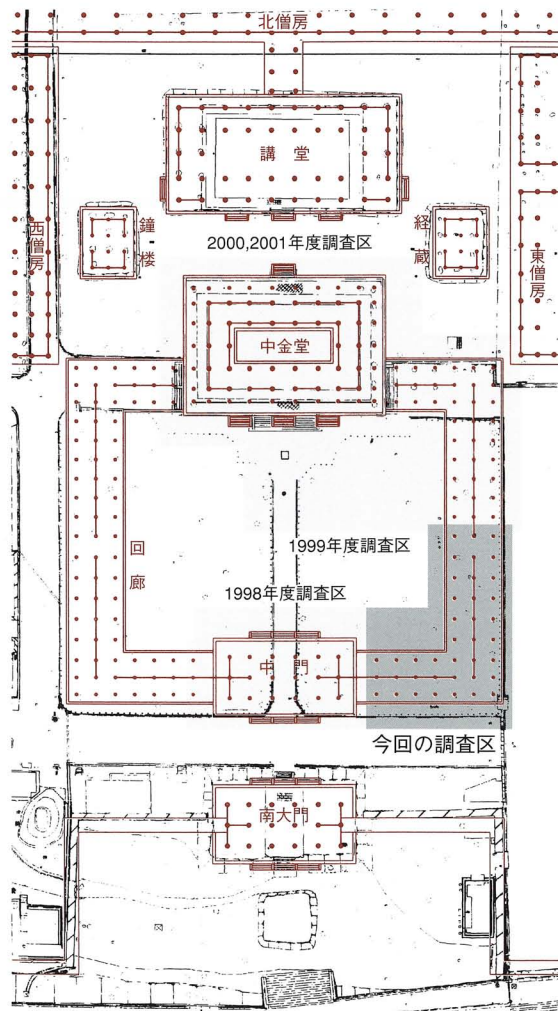 北僧房
講堂
鐘楼
経蔵
西僧房
東僧房
2000,2001年度調査区
中金堂
回廊
1999年度調査区
1998年度調査区
中門
今回の調査区
南大門